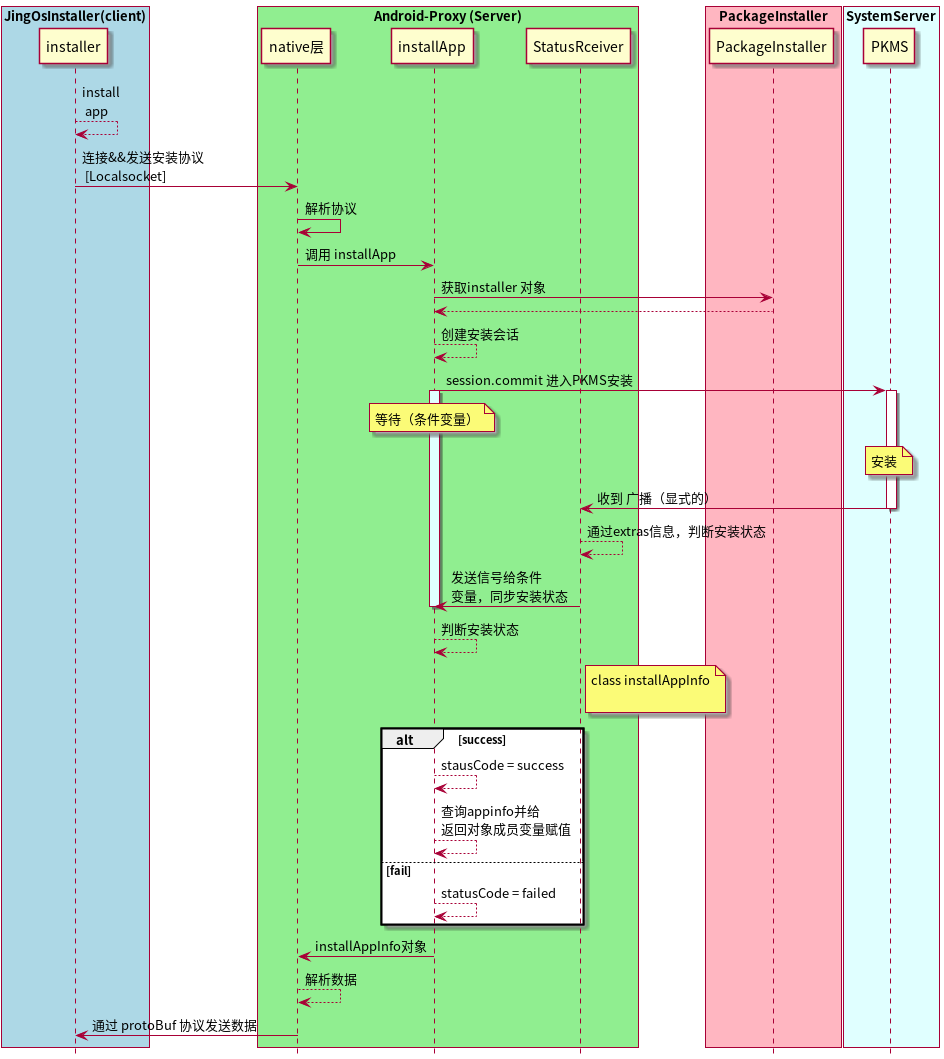 JingOsInstaller(client)
Android-Proxy (Server)
PackageInstaller
SystemServer
installer
native层
installApp
StatusRceiver
PackageInstaller
PKMS
install
app
连接&&发送安装协议
[Localsocket]
解析协议
调用 installApp
获取installer 对象
创建安装会话
session.commit 进入PKMS安装
等待（条件变量）
安装
收到 广播（显式的）
通过extras信息，判断安装状态
发送信号给条件
变量，同步安装状态
判断安装状态
class installAppInfo
alt
[success]
stausCode = success
查询appinfo并给
返回对象成员变量赋值
[fail]
statusCode = failed
installAppInfo对象
解析数据
通过 protoBuf 协议发送数据